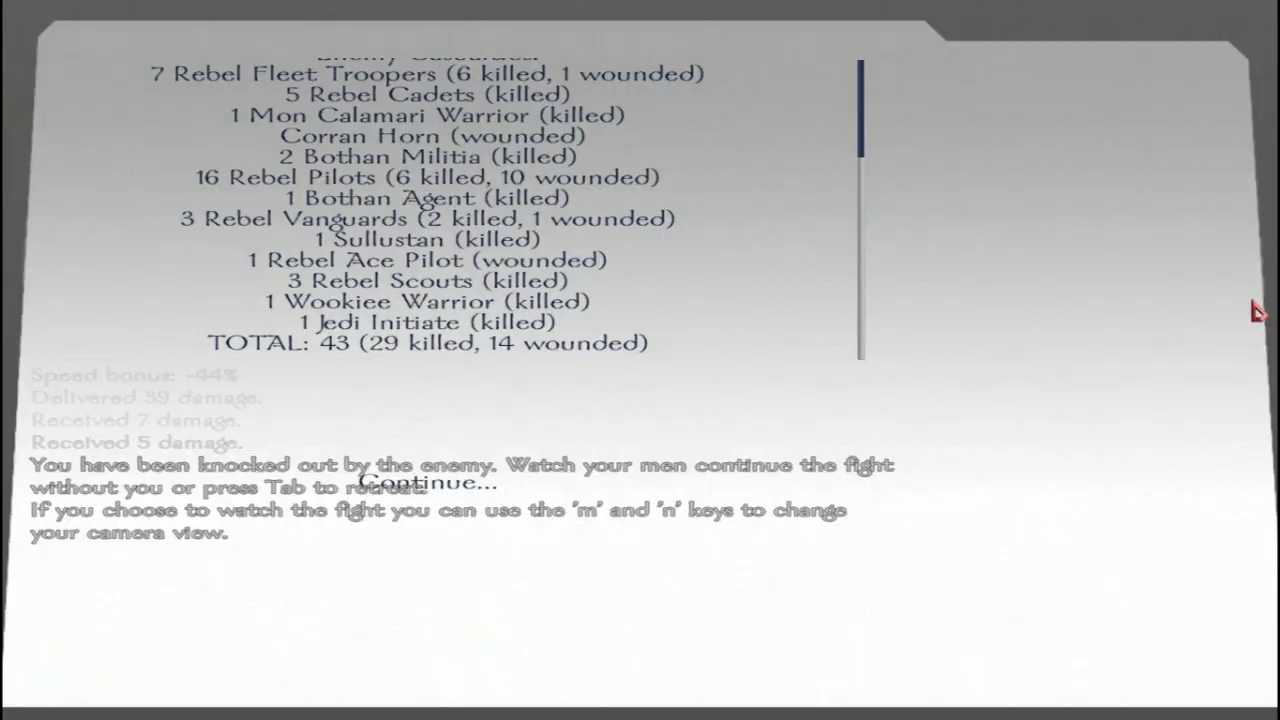 Enemy Casualties:
7 Rebel Fleet Troopers (6 killed, 1 wounded)
5 Rebel Cadets (killed)
1 Mon Calamari Warrior (killed)
Corran Horn (wounded)
2 Bothan Militia (killed)
16 Rebel Pilots (6 killed, 10 wounded)
1 Bothan Agent (killed)
3 Rebel Vanguards (2 killed, 1 wounded)
1 Sullustan (killed)
1 Rebel Ace Pilot (wounded)
3 Rebel Scouts (killed)
1 Wookiee Warrior (killed)
1 Jedi Initiate (killed)
TOTAL: 43 (29 killed, 14 wounded)
Speed bonus: -44%
Delivered 39 damage.
Received 7 damage.
Received 5 damage.
You have been knocked out by the enemy. Watch your men continue the fight
without you or press Tab to retreat.
Continue...
If you choose to watch the fight you can use the 'm' and 'n' keys to change
your camera view.